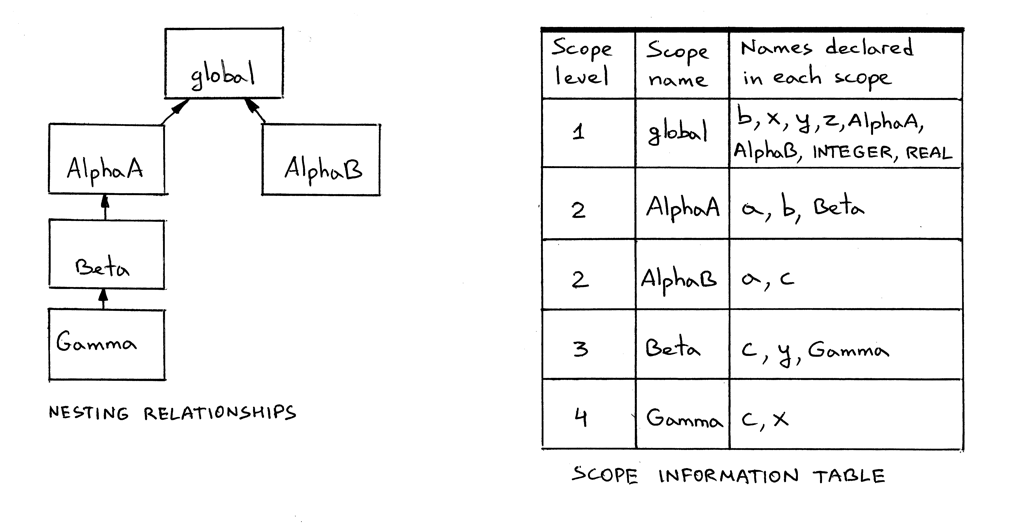 global
AlphaA
AlphaB
Beta
Gamma
NESTING RELATIONSHIPS
Scope level
Scope name
Names declared in each scope
1
global
b, x, y, z, AlphaA,
AlphaB, INTEGER, REAL
2
AlphaA
a, b, Beta
2
AlphaB
a, c
3
Beta
c, y, Gamma
4
Gamma
c, x
SCOPE INFORMATION TABLE